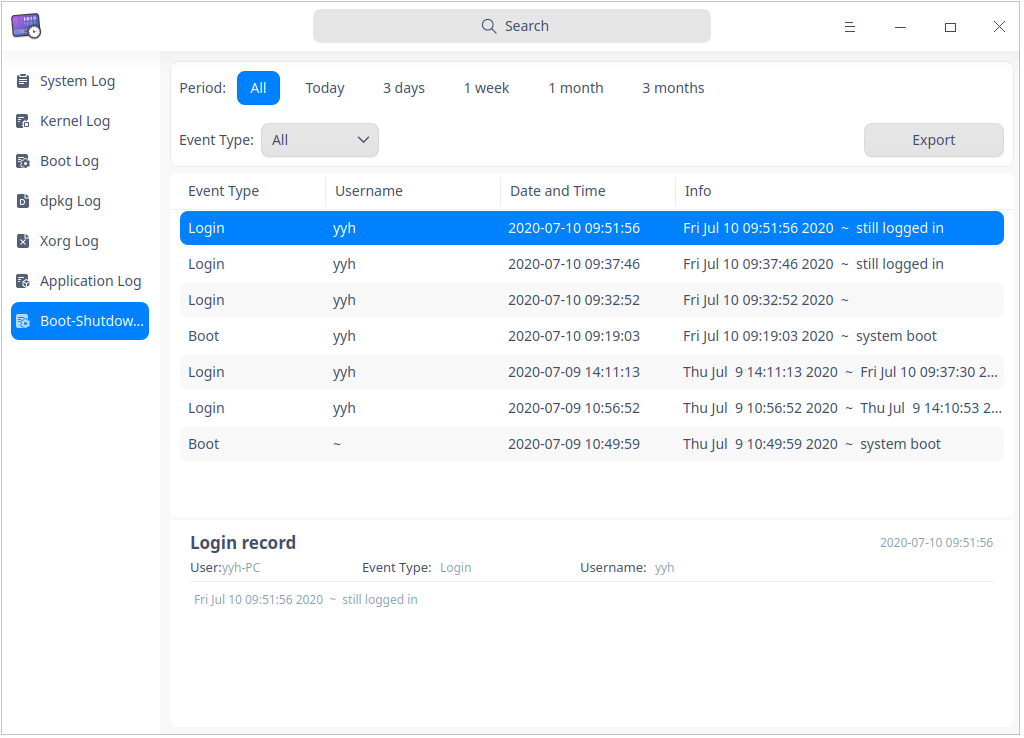 Search
System Log
Kernel Log
Boot Log
dpkg Log
Xorg Log
Application Log
Boot-Shutdow...
Period: All Today 3 days 1 week 1 month 3 months
Event Type: All Export
Event Type Username Date and Time Info
Login yyh 2020-07-10 09:51:56 Fri Jul 10 09:51:56 2020 ~ still logged in
Login yyh 2020-07-10 09:37:46 Fri Jul 10 09:37:46 2020 ~ still logged in
Login yyh 2020-07-10 09:32:52 Fri Jul 10 09:32:52 2020 ~
Boot yyh 2020-07-10 09:19:03 Fri Jul 10 09:19:03 2020 ~ system boot
Login yyh 2020-07-09 14:11:13 Thu Jul 9 14:11:13 2020 ~ Fri Jul 10 09:37:30 2...
Login yyh 2020-07-09 10:56:52 Thu Jul 9 10:56:52 2020 ~ Thu Jul 9 14:10:53 2...
Boot ~ 2020-07-09 10:49:59 Thu Jul 9 10:49:59 2020 ~ system boot
Login record 2020-07-10 09:51:56
User:yyh-PC Event Type: Login Username: yyh
Fri Jul 10 09:51:56 2020 ~ still logged in